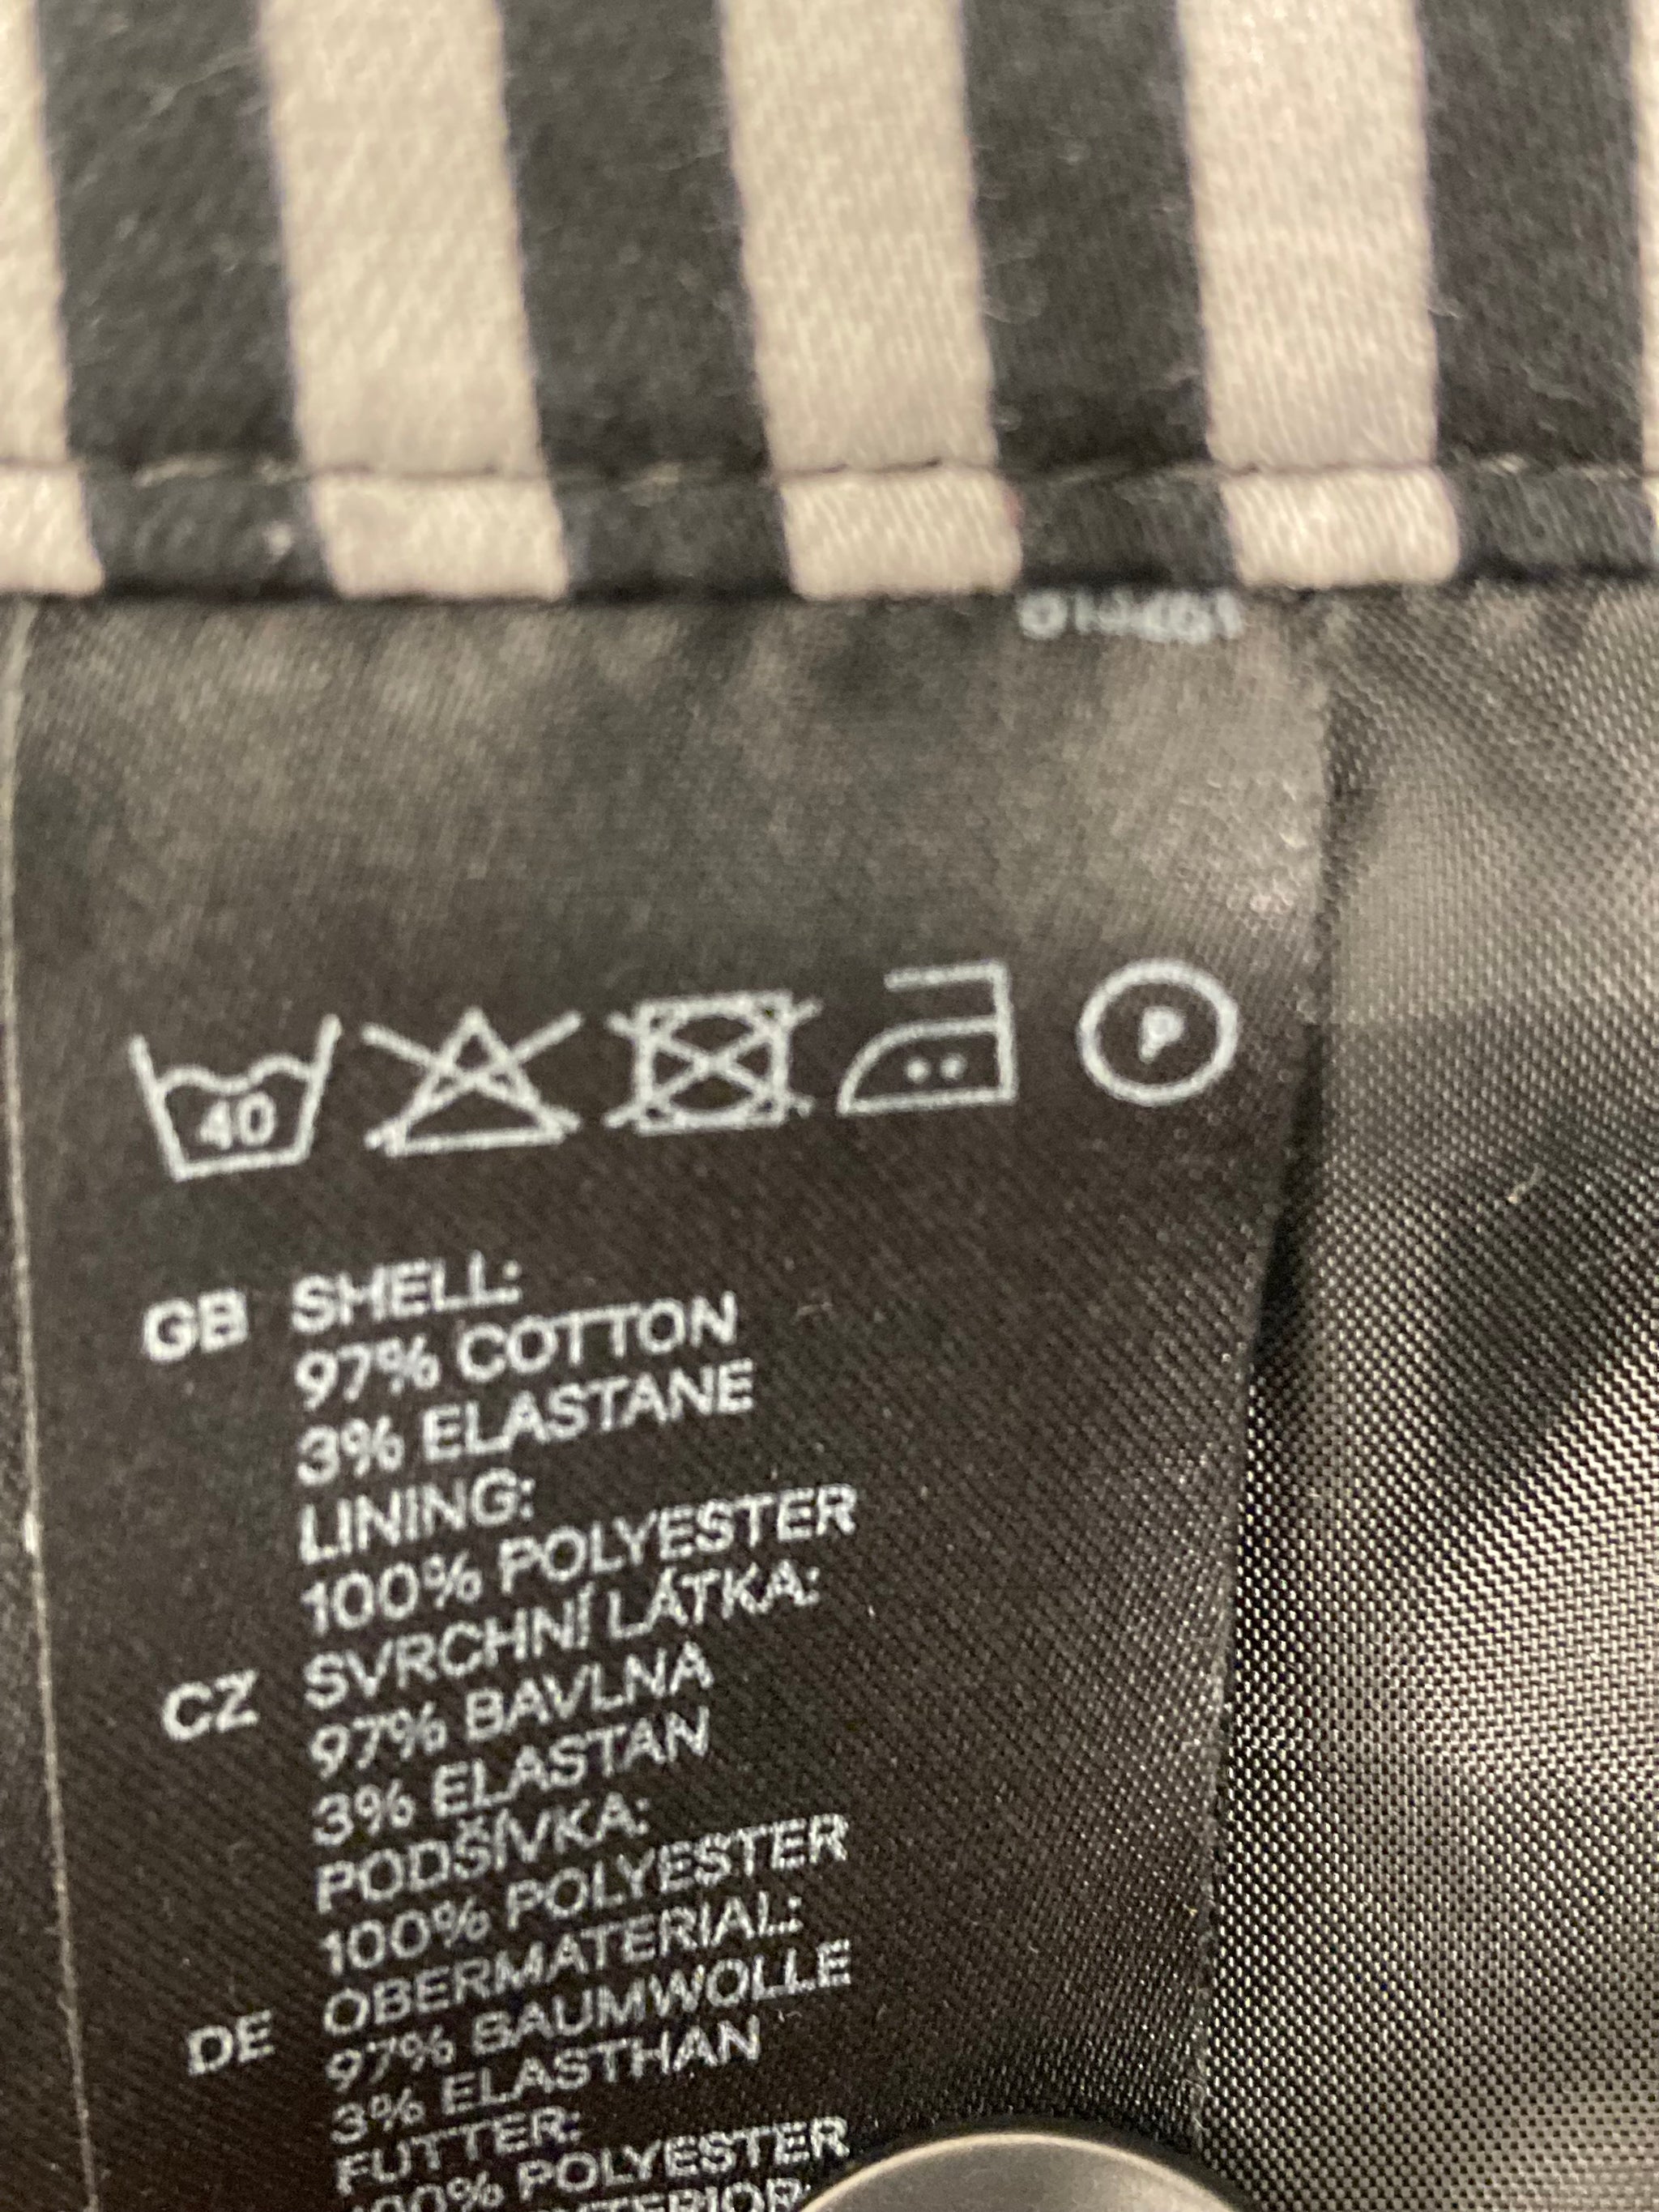 40
P
GB SHELL:
97% COTTON
3% ELASTANE
LINING:
100% POLYESTER
CZ SVRCHNÍ LÁTKA:
97% BAVLNA
3% ELASTAN
PODŠÍVKA:
100% POLYESTER
DE OBERMATERIAL:
97% BAUMWOLLE
3% ELASTHAN
FUTTER:
100% POLYESTER